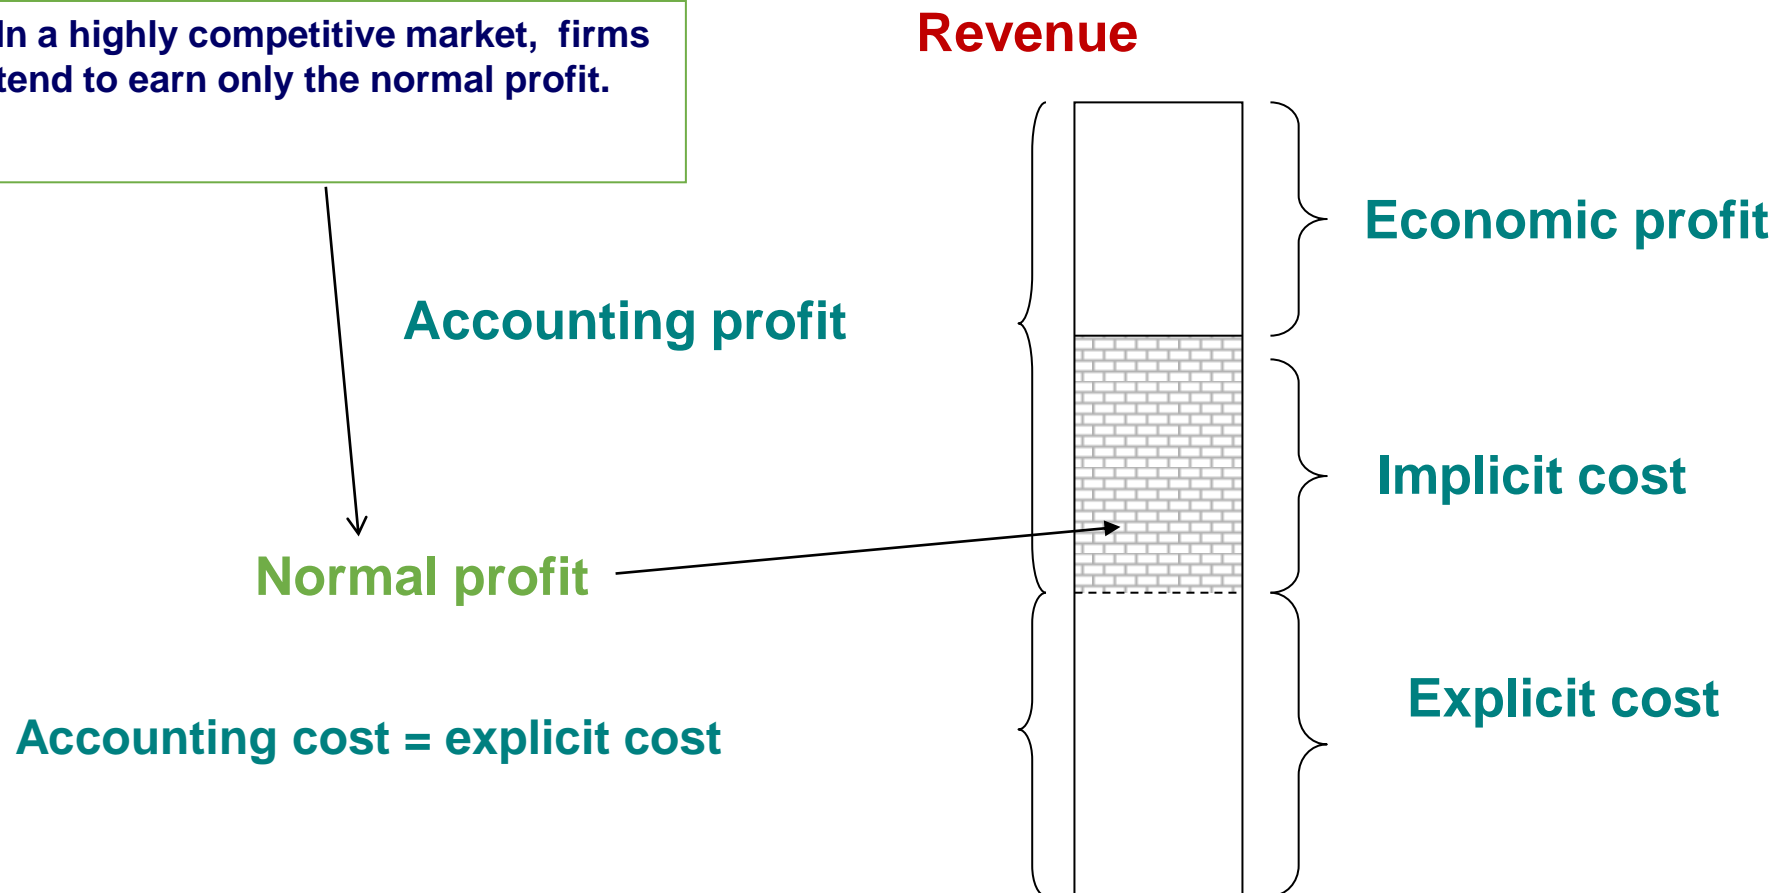 In a highly competitive market, firms
tend to earn only the normal profit.
Revenue
Economic profit
Accounting profit
Implicit cost
Normal profit
Explicit cost
Accounting cost = explicit cost